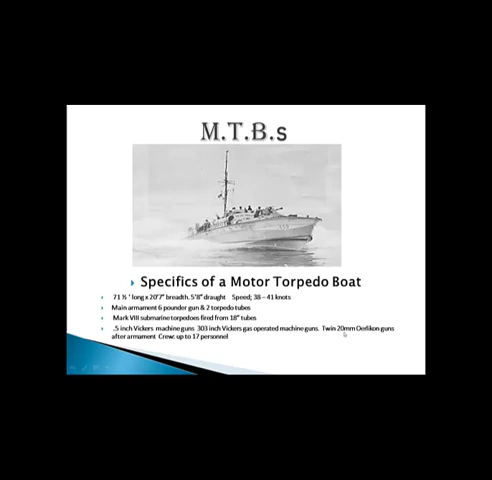 M.T.B.s
Specifics of a Motor Torpedo Boat
71 ½ ' long x 20'7" breadth. 5'8" draught Speed; 38 – 41 knots
Main armament 6 pounder gun & 2 torpedo tubes
Mark VIII submarine torpedoes fired from 18" tubes
.5 inch Vickers machine guns 303 inch Vickers gas operated machine guns. Twin 20mm Oerlikon guns
after armament Crew: up to 17 personnel